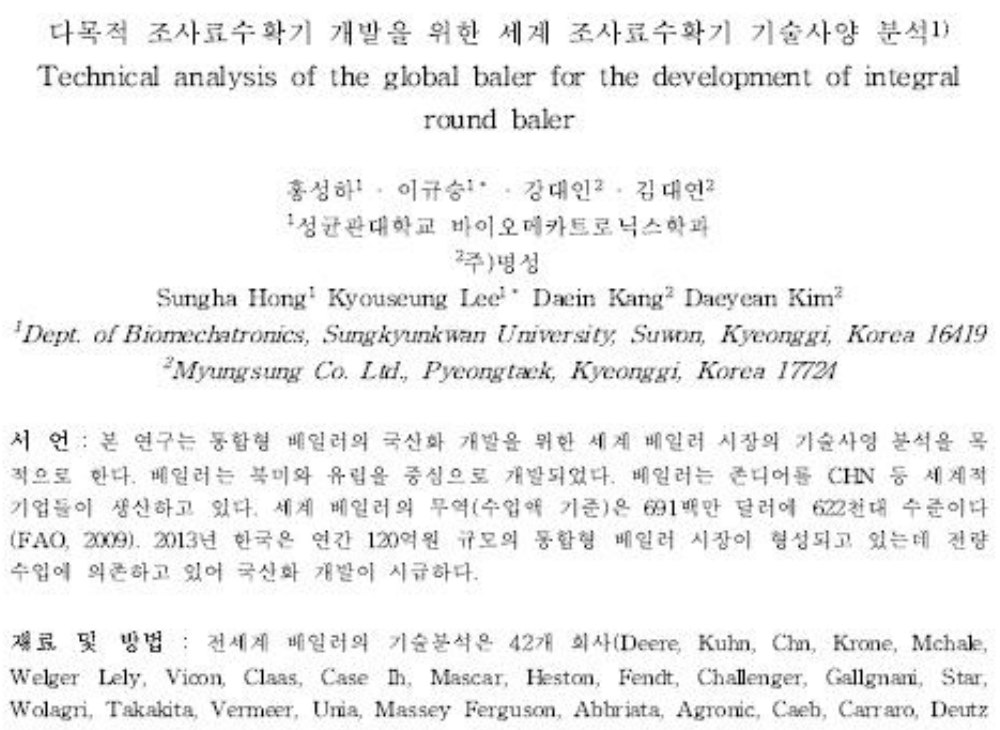 다목적 조사료수확기 개발을 위한 세계 조사료수확기 기술사양 분석1)
Technical analysis of the global baler for the development of integral
round baler
홍성하1 · 이규승1* · 강대인2 · 김대연2
1성균관대학교 바이오메카트로닉스학과
2주)명성
Sungha Hong1 Kyouseung Lee1* Daein Kang2 Daeyean Kim2
1Dept. of Biomechatronics, Sungkyunkwan University, Suwon, Kyeonggi, Korea 16419
2Myungsung Co. Ltd., Pyeongtaek, Kyeonggi, Korea 17724
서 언 : 본 연구는 통합형 베일러의 국산화 개발을 위한 세계 베일러 시장의 기술사영 분석을 목
적으로 한다. 베일러는 북미와 유럽을 중심으로 개발되었다. 베일러는 존디어를 CHN 등 세계적
기업들이 생산하고 있다. 세계 베일러의 무역(수입액 기준)은 691백만 달러에 622천대 수준이다
(FAO, 2009). 2013년 한국은 연간 120억원 규모의 통합형 베일러 시장이 형성되고 있는데 전량
수입에 의존하고 있어 국산화 개발이 시급하다.
재료 및 방법 : 전세계 베일러의 기술분석은 42개 회사(Deere, Kuhn, Chn, Krone, Mchale,
Welger Lely, Vicon, Claas, Case Ih, Mascar, Heston, Fendt, Challenger, Gallgnani, Star,
Wolagri, Takakita, Vermeer, Unia, Massey Ferguson, Abbriata, Agronic, Caeb, Carraro, Deutz